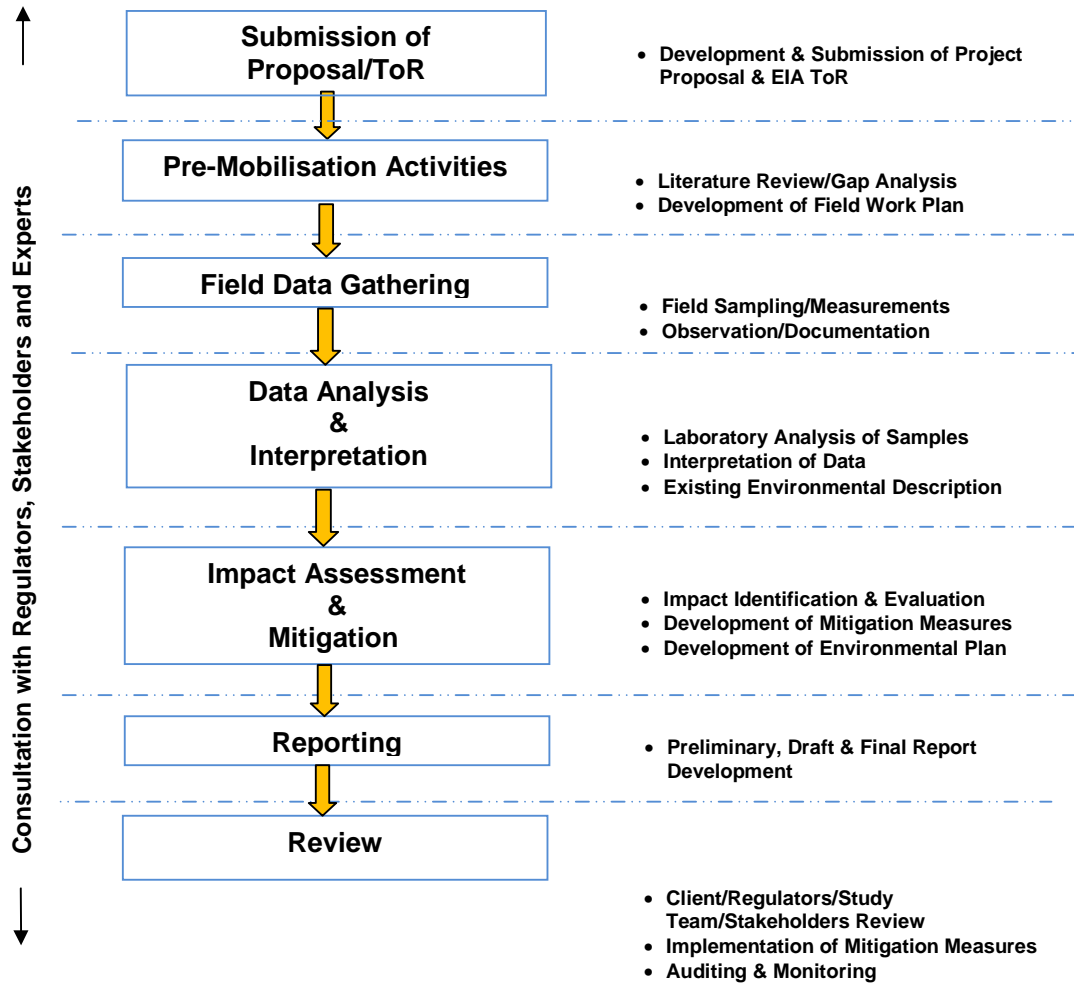 Consultation with Regulators, Stakeholders and Experts
Submission of
Proposal/ToR
• Development & Submission of Project
Proposal & EIA ToR
Pre-Mobilisation Activities
• Literature Review/Gap Analysis
• Development of Field Work Plan
Field Data Gathering
• Field Sampling/Measurements
• Observation/Documentation
Data Analysis
&
Interpretation
• Laboratory Analysis of Samples
• Interpretation of Data
• Existing Environmental Description
Impact Assessment
&
Mitigation
• Impact Identification & Evaluation
• Development of Mitigation Measures
• Development of Environmental Plan
Reporting
• Preliminary, Draft & Final Report
Development
Review
• Client/Regulators/Study
Team/Stakeholders Review
• Implementation of Mitigation Measures
• Auditing & Monitoring